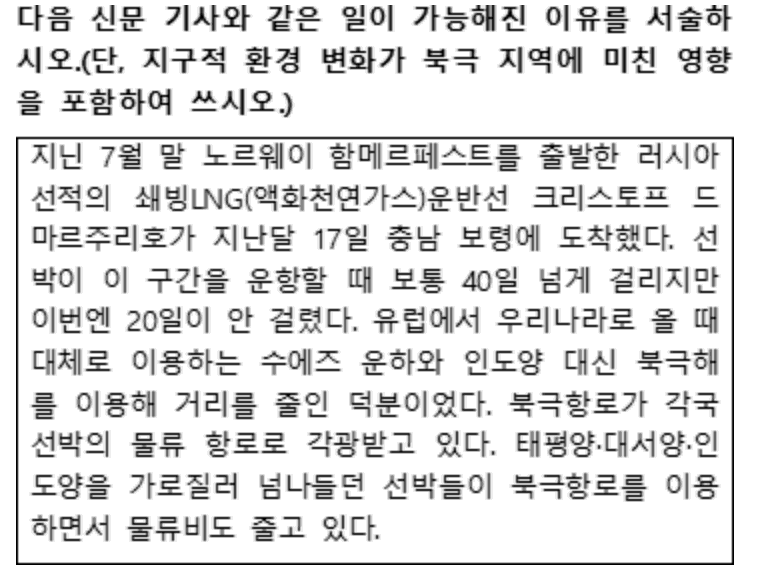 다음 신문 기사와 같은 일이 가능해진 이유를 서술하
시오.(단, 지구적 환경 변화가 북극 지역에 미친 영향
을 포함하여 쓰시오.)
지닌 7월 말 노르웨이 함메르페스트를 출발한 러시아
선적의 쇄빙LNG(액화천연가스)운반선 크리스토프 드
마르주리호가 지난달 17일 충남 보령에 도착했다. 선
박이 이 구간을 운항할 때 보통 40일 넘게 걸리지만
이번엔 20일이 안 걸렸다. 유럽에서 우리나라로 올 때
대체로 이용하는 수에즈 운하와 인도양 대신 북극해
를 이용해 거리를 줄인 덕분이었다. 북극항로가 각국
선박의 물류 항로로 각광받고 있다. 태평양·대서양·인
도양을 가로질러 넘나들던 선박들이 북극항로를 이용
하면서 물류비도 줄고 있다.